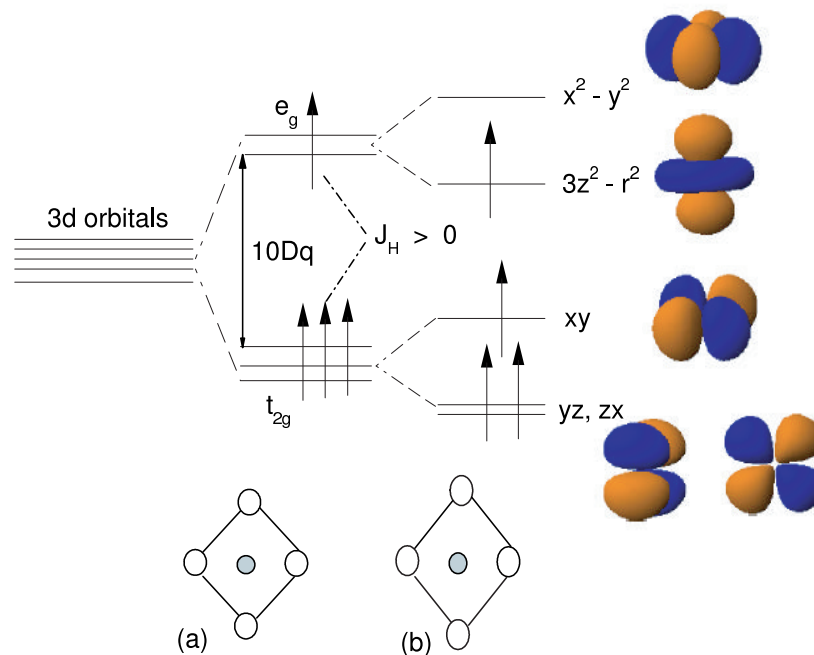 x² - y²
e_g
3z² - r²
3d orbitals
10Dq
J_H > 0
xy
t_2g
yz, zx
(a)
(b)